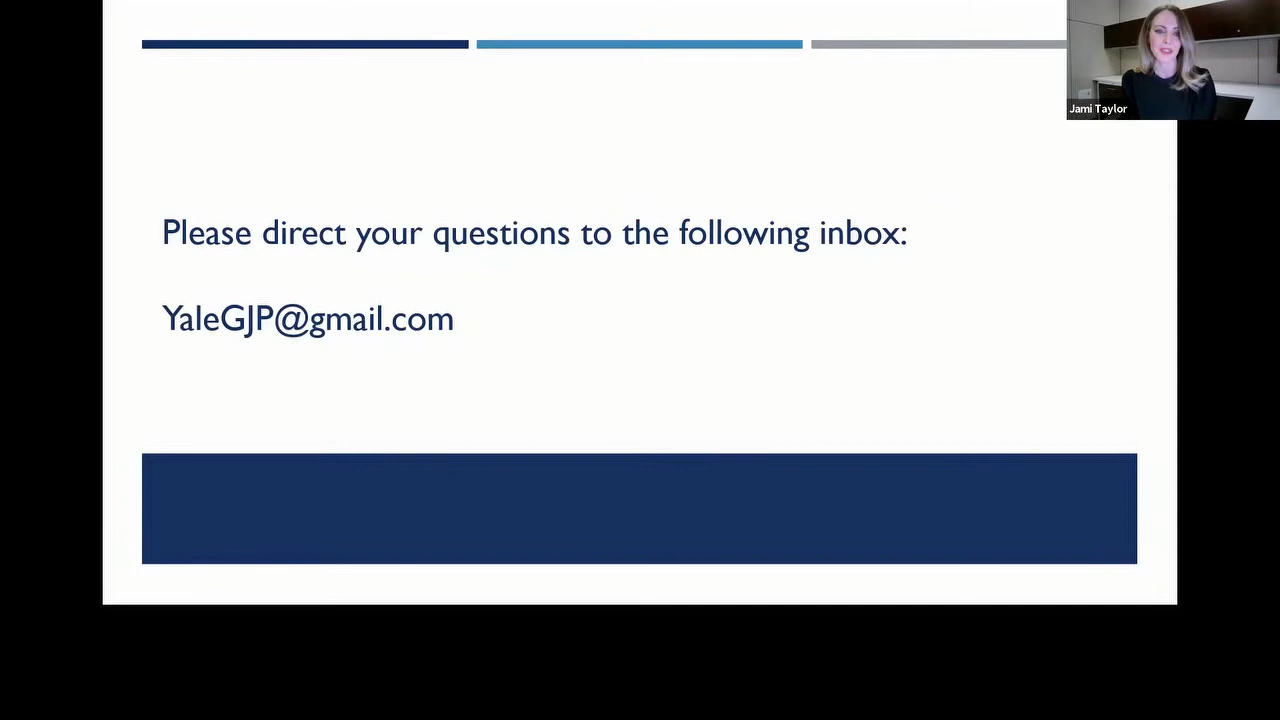 Jami Taylor
Please direct your questions to the following inbox:
YaleGJP@gmail.com